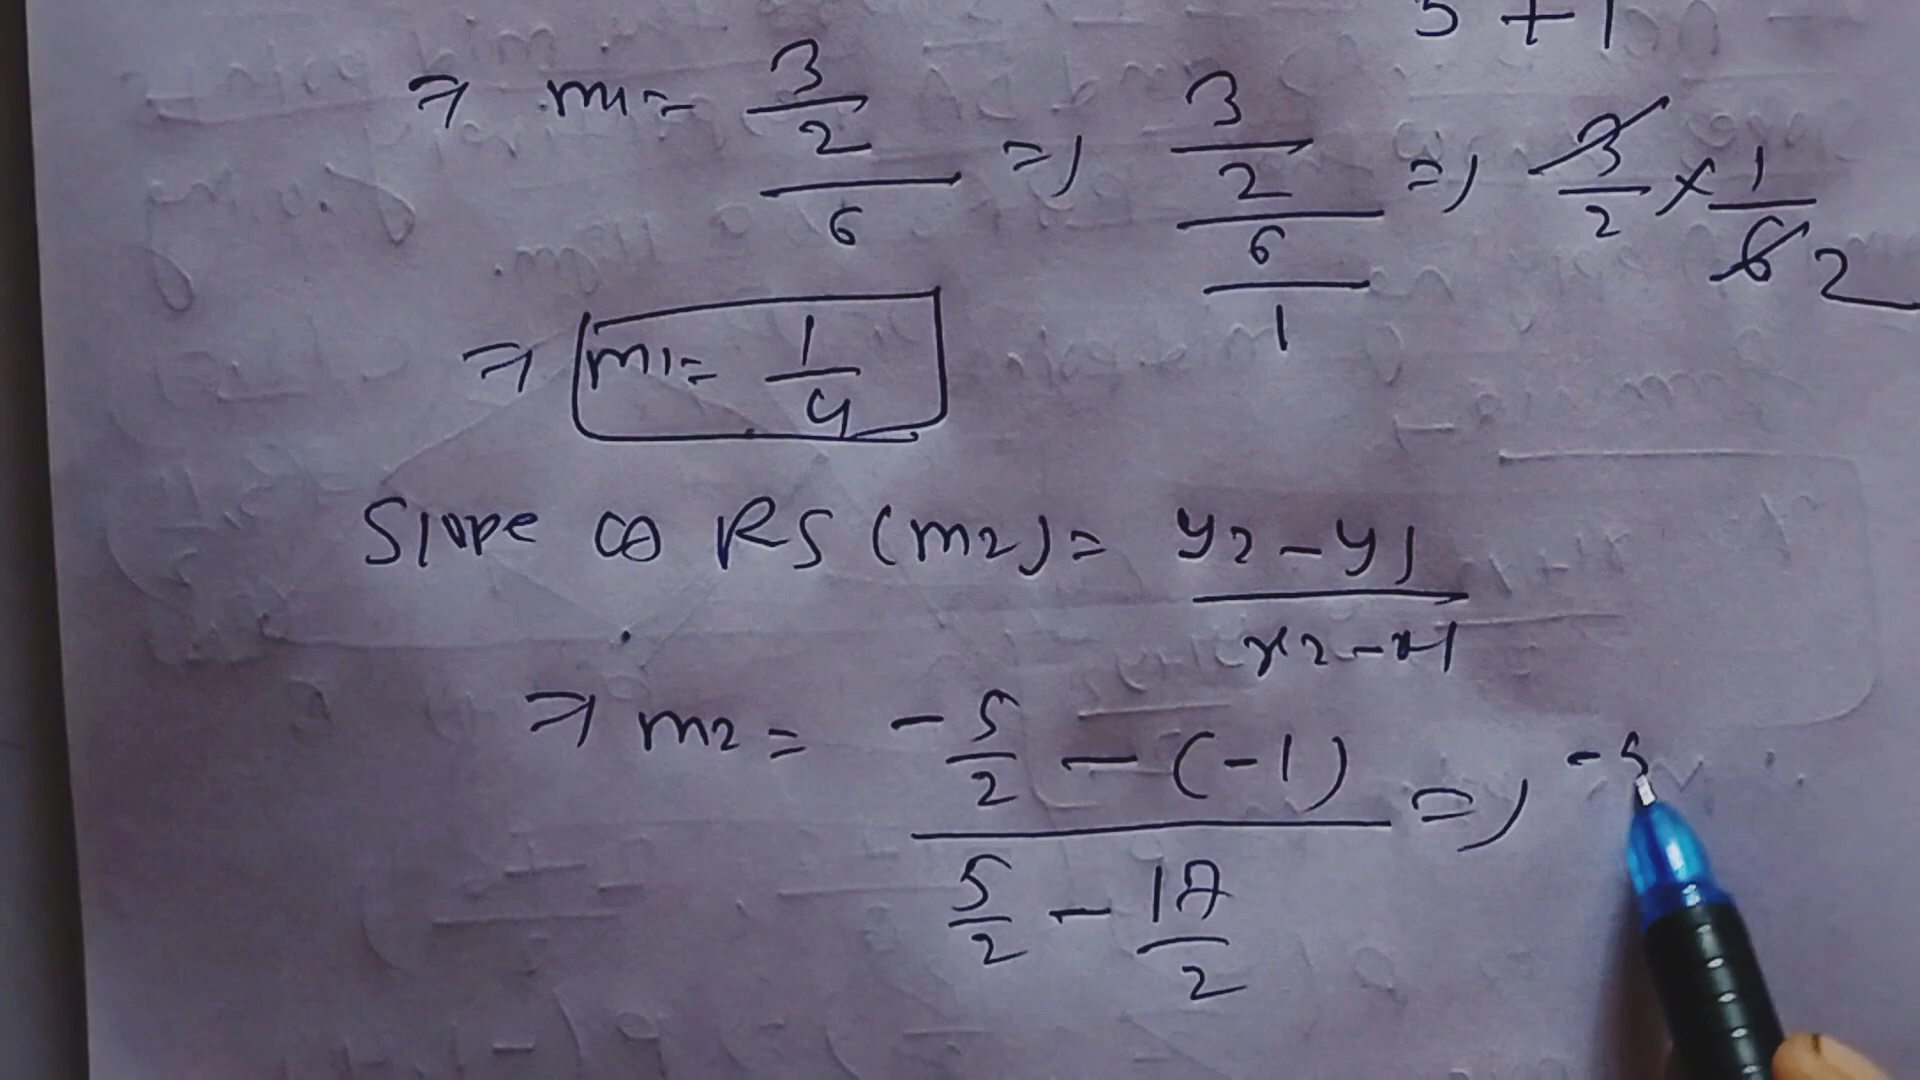 5 + 1
⇒ m1 = 3/2 / 6 ⇒ 3/2 / 6/1 ⇒ 3/2 × 1/6 2
⇒ m1 = 1/4
Slope of RS (m2) = y2 - y1 / x2 - x1
⇒ m2 = -5/2 - (-1) / 5/2 - 17/2 ⇒ -5